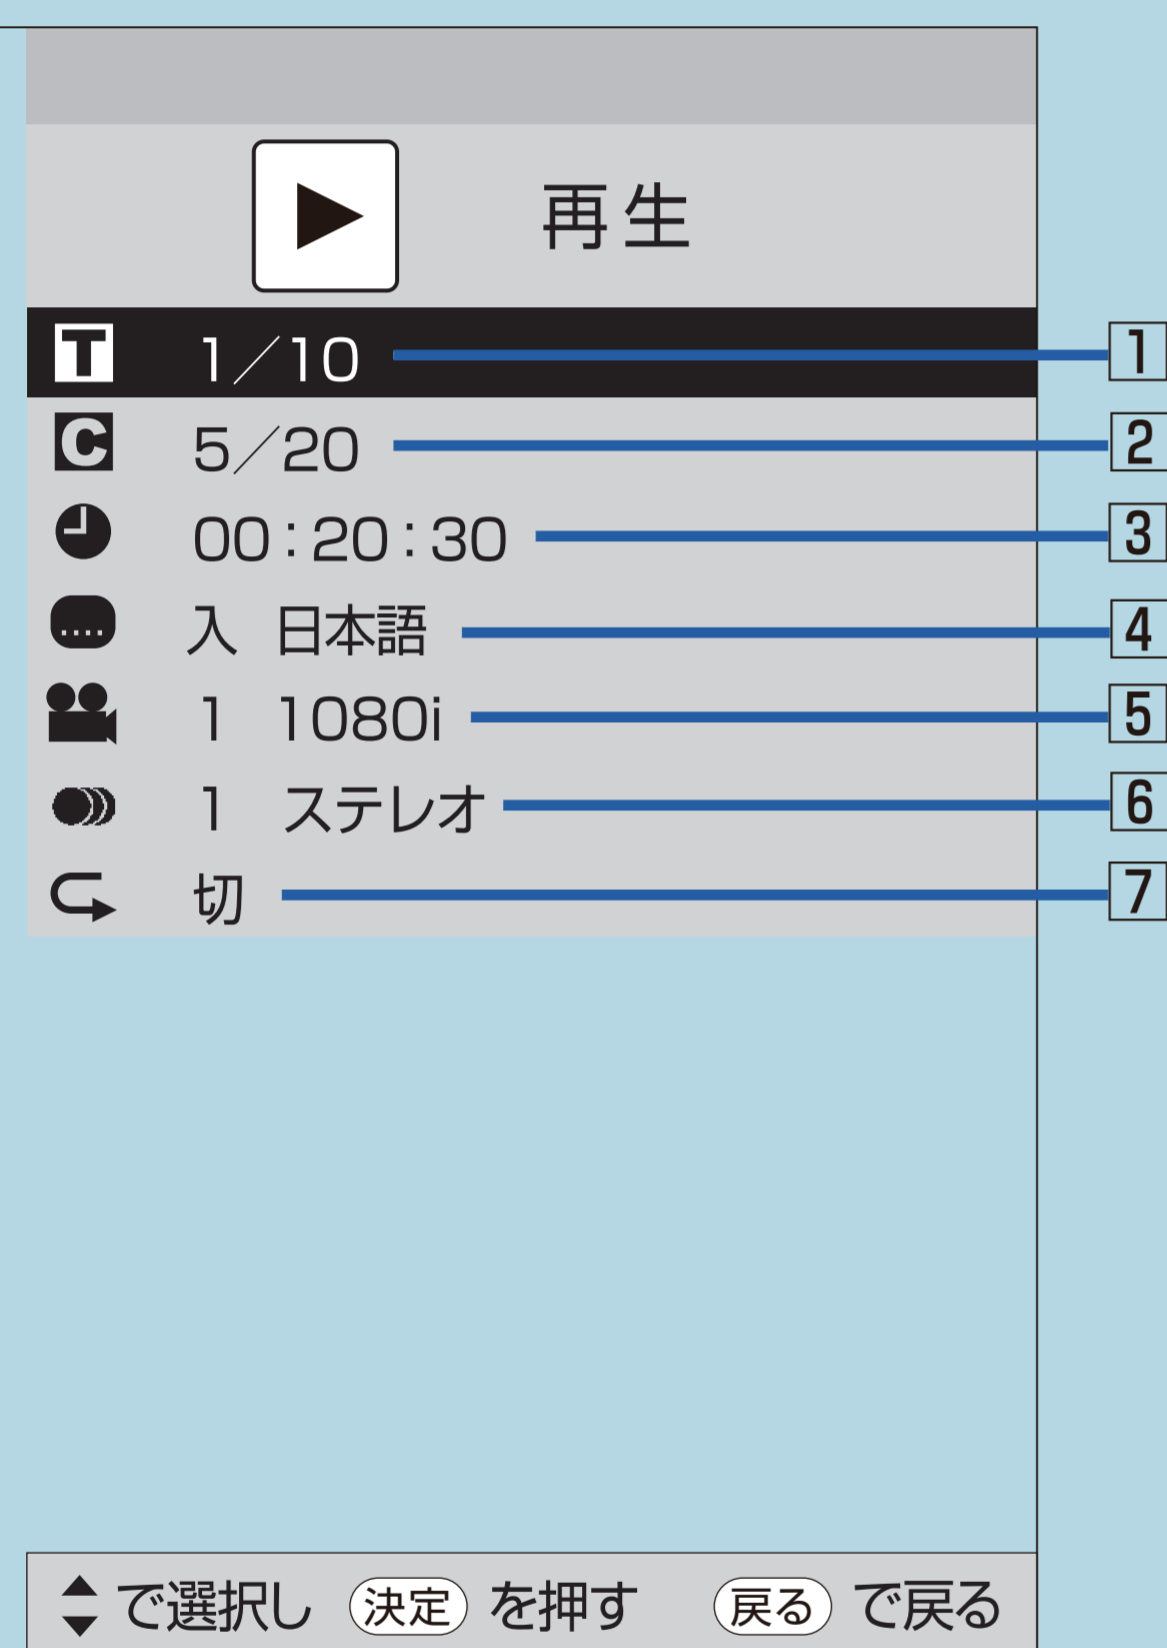 再生
T 1／10 1
C 5／20 2
00：20：30 3
入 日本語 4
1 1080i 5
1 ステレオ 6
切 7
で選択し 決定 を押す 戻る で戻る